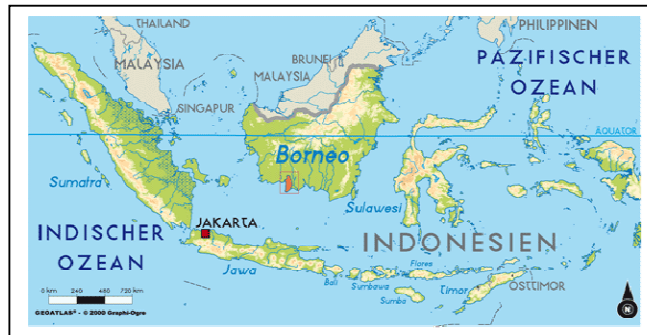 THAILAND
PHILIPPINEN
BRUNEI
MALAYSIA
MALAYSIA
PAZIFISCHER
OZEAN
SINGAPUR
ÄQUATOR
Borneo
Sumatra
Sulawesi
JAKARTA
INDISCHER
OZEAN
INDONESIEN
Jawa
Flores
Bali
Sumbawa
Timor
OSTTIMOR
Sumba
0 km 240 480 720 km
GEOATLAS® - © 2000 Graphi-Ogre
N